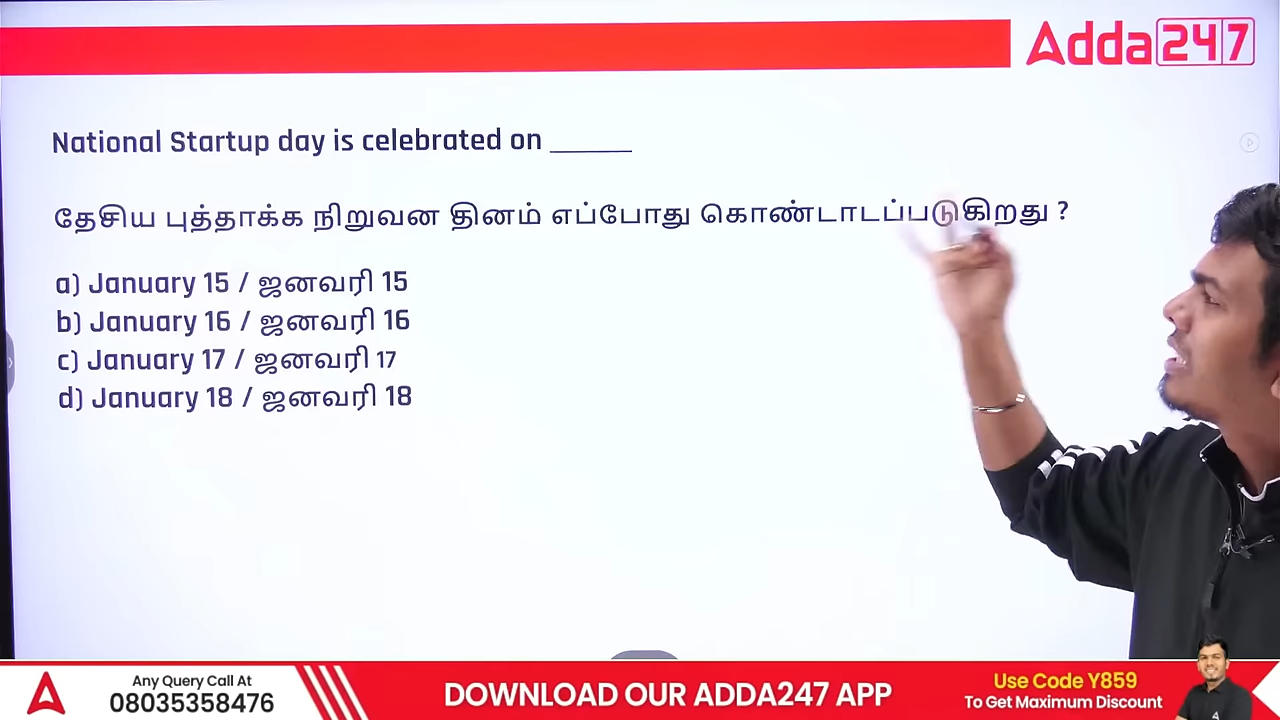 Adda247
National Startup day is celebrated on ______
தேசிய புத்தாக்க நிறுவன தினம் எப்போது கொண்டாடப்படுகிறது ?
a) January 15 / ஜனவரி 15
b) January 16 / ஜனவரி 16
c) January 17 / ஜனவரி 17
d) January 18 / ஜனவரி 18
Any Query Call At
08035358476
DOWNLOAD OUR ADDA247 APP
Use Code Y859
To Get Maximum Discount